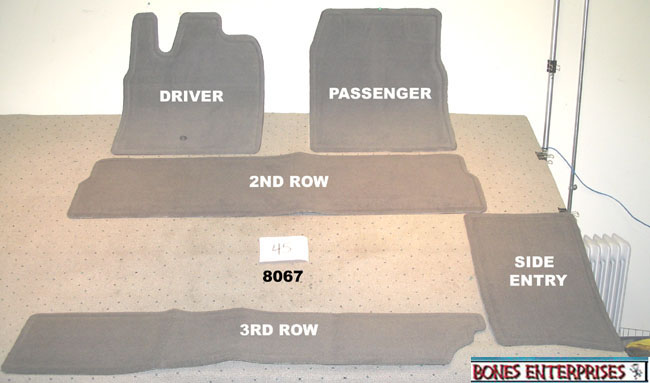 DRIVER
PASSENGER
2ND ROW
45
8067
SIDE
ENTRY
3RD ROW
BONES ENTERPRISES